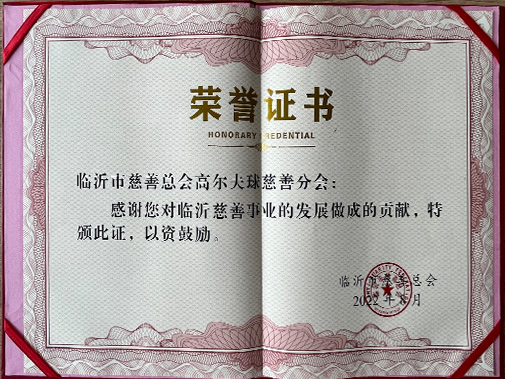 荣誉证书
HONORARY CREDENTIAL
临沂市慈善总会高尔夫球慈善分会：
感谢您对临沂慈善事业的发展做成的贡献，特
颁此证，以资鼓励。
临沂市慈善总会
2022年8月